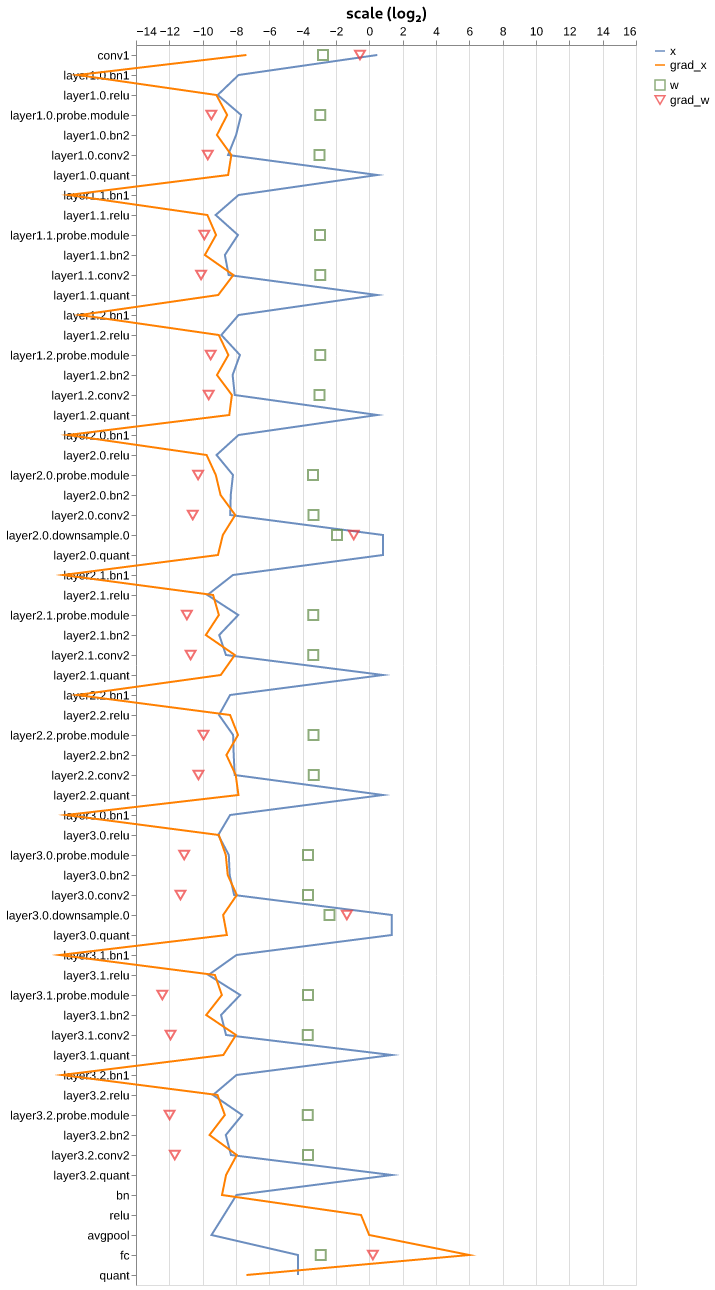 scale (log2)
−14 −12 −10 −8 −6 −4 −2 0 2 4 6 8 10 12 14 16
conv1
layer1.0.bn1
layer1.0.relu
layer1.0.probe.module
layer1.0.bn2
layer1.0.conv2
layer1.0.quant
layer1.1.bn1
layer1.1.relu
layer1.1.probe.module
layer1.1.bn2
layer1.1.conv2
layer1.1.quant
layer1.2.bn1
layer1.2.relu
layer1.2.probe.module
layer1.2.bn2
layer1.2.conv2
layer1.2.quant
layer2.0.bn1
layer2.0.relu
layer2.0.probe.module
layer2.0.bn2
layer2.0.conv2
layer2.0.downsample.0
layer2.0.quant
layer2.1.bn1
layer2.1.relu
layer2.1.probe.module
layer2.1.bn2
layer2.1.conv2
layer2.1.quant
layer2.2.bn1
layer2.2.relu
layer2.2.probe.module
layer2.2.bn2
layer2.2.conv2
layer2.2.quant
layer3.0.bn1
layer3.0.relu
layer3.0.probe.module
layer3.0.bn2
layer3.0.conv2
layer3.0.downsample.0
layer3.0.quant
layer3.1.bn1
layer3.1.relu
layer3.1.probe.module
layer3.1.bn2
layer3.1.conv2
layer3.1.quant
layer3.2.bn1
layer3.2.relu
layer3.2.probe.module
layer3.2.bn2
layer3.2.conv2
layer3.2.quant
bn
relu
avgpool
fc
quant
x
grad_x
w
grad_w